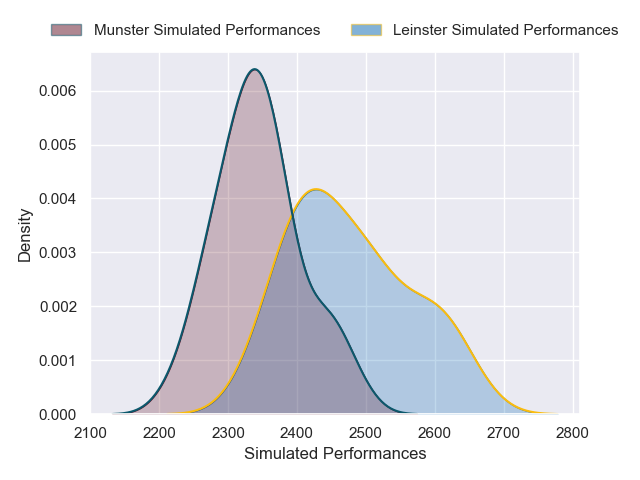 Munster Simulated Performances Leinster Simulated Performances
0.006
0.005
0.004
0.003
0.002
0.001
0.000
Density
2100 2200 2300 2400 2500 2600 2700 2800
Simulated Performances